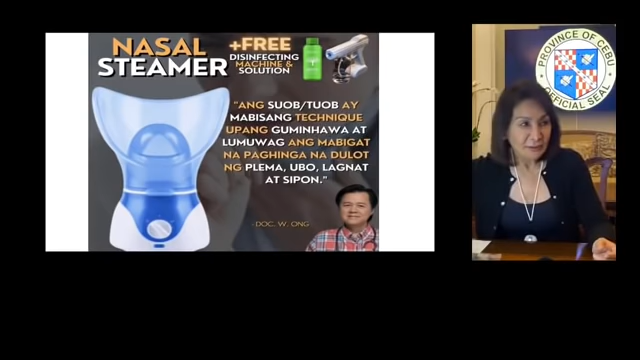 NASAL
STEAMER
+FREE
DISINFECTING
MACHINE &
SOLUTION
"ANG SUOB/TUOB AY
MABISANG TECHNIQUE
UPANG GUMINHAWA AT
LUMUWAG ANG MABIGAT
NA PAGHINGA NA DULOT
NG PLEMA, UBO, LAGNAT
AT SIPON."
-DOC. W. ONG
PROVINCE OF CEBU
OFFICIAL SEAL